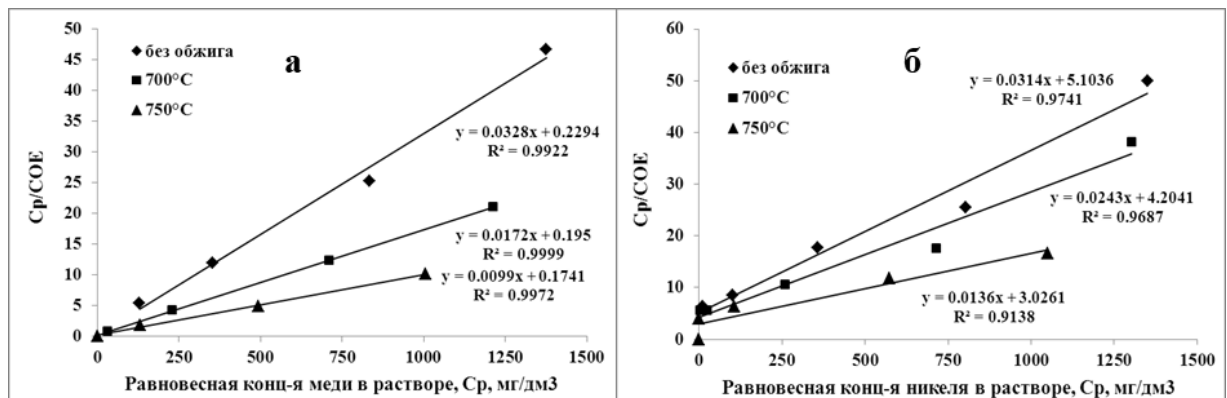 50
45
40
35
30
25
20
15
10
5
0
Ср/СОЕ
без обжига
700°С
750°С
а
y = 0.0328x + 0.2294
R² = 0.9922
y = 0.0172x + 0.195
R² = 0.9999
y = 0.0099x + 0.1741
R² = 0.9972
0 250 500 750 1000 1250 1500
Равновесная конц-я меди в растворе, Ср, мг/дм3
60
50
40
30
20
10
0
Ср/СОЕ
без обжига
700°С
750°С
б
y = 0.0314x + 5.1036
R² = 0.9741
y = 0.0243x + 4.2041
R² = 0.9687
y = 0.0136x + 3.0261
R² = 0.9138
0 250 500 750 1000 1250 1500
Равновесная конц-я никеля в растворе, Ср, мг/дм3